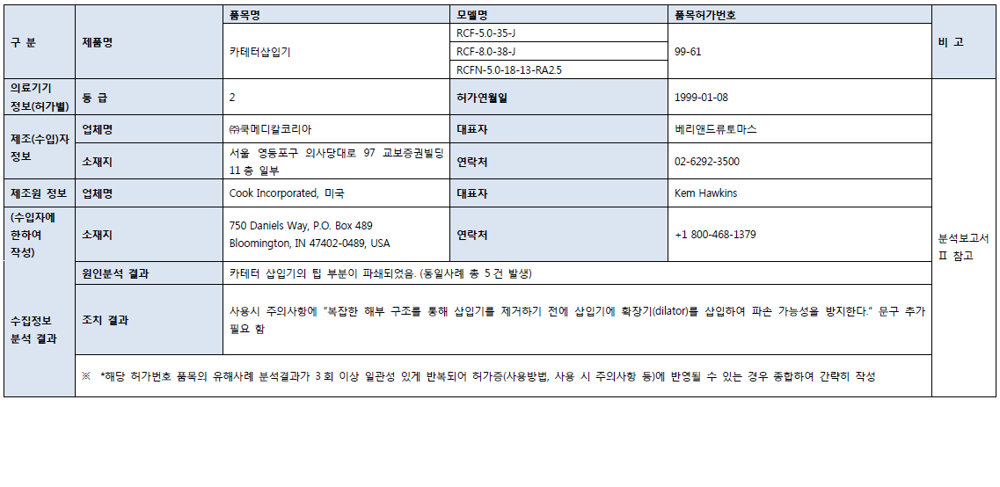 구 분
제품명
품목명
모델명
품목허가번호
비 고
카테터삽입기
RCF-5.0-35-J
RCF-8.0-38-J
RCFN-5.0-18-13-RA2.5
99-61
의료기기
정보(허가별)
등 급
2
허가연월일
1999-01-08
제조(수입)자
정보
업체명
㈜쿡메디칼코리아
대표자
베리앤드류토마스
소재지
서울 영등포구 의사당대로 97 교보증권빌딩
11층 일부
연락처
02-6292-3500
제조원 정보
(수입자에
한하여
작성)
업체명
Cook Incorporated, 미국
대표자
Kem Hawkins
소재지
750 Daniels Way, P.O. Box 489
Bloomington, IN 47402-0489, USA
연락처
+1 800-468-1379
분석보고서
Ⅱ 참고
수집정보
분석 결과
원인분석 결과
카테터 삽입기의 팁 부분이 파쇄되었음. (동일사례 총 5건 발생)
조치 결과
사용시 주의사항에 "복잡한 해부 구조를 통해 삽입기를 제거하기 전에 삽입기에 확장기(dilator)를 삽입하여 파손 가능성을 방지한다." 문구 추가
필요 함
※ *해당 허가번호 품목의 유해사례 분석결과가 3회 이상 일관성 있게 반복되어 허가증(사용방법, 사용 시 주의사항 등)에 반영될 수 있는 경우 종합하여 간략히 작성